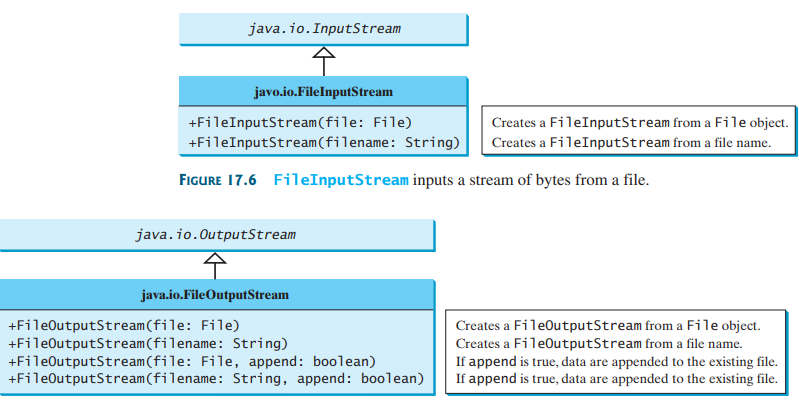 java.io.InputStream
javo.io.FileInputStream
+FileInputStream(file: File)
+FileInputStream(filename: String)
Creates a FileInputStream from a File object.
Creates a FileInputStream from a file name.
FIGURE 17.6 FileInputStream inputs a stream of bytes from a file.
java.io.OutputStream
java.io.FileOutputStream
+FileOutputStream(file: File)
+FileOutputStream(filename: String)
+FileOutputStream(file: File, append: boolean)
+FileOutputStream(filename: String, append: boolean)
Creates a FileOutputStream from a File object.
Creates a FileOutputStream from a file name.
If append is true, data are appended to the existing file.
If append is true, data are appended to the existing file.